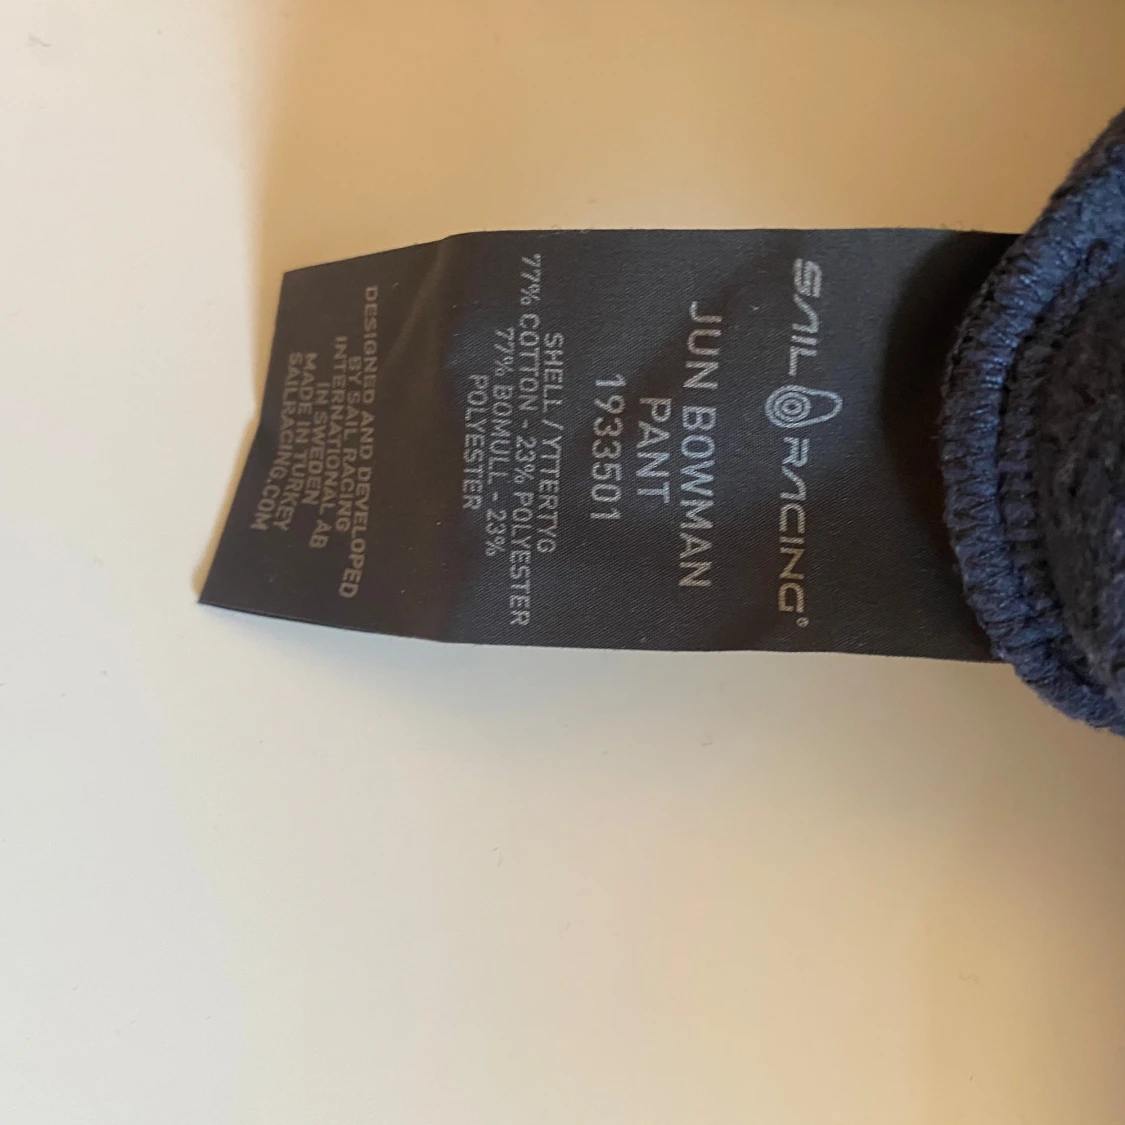 SAIL RACING®
JUN BOWMAN
PANT
1933501
SHELL / YTTERTYG
77% COTTON - 23% POLYESTER
77% BOMULL - 23%
POLYESTER
DESIGNED AND DEVELOPED
BY SAIL RACING
INTERNATIONAL AB
IN SWEDEN
MADE IN TURKEY
SAILRACING.COM